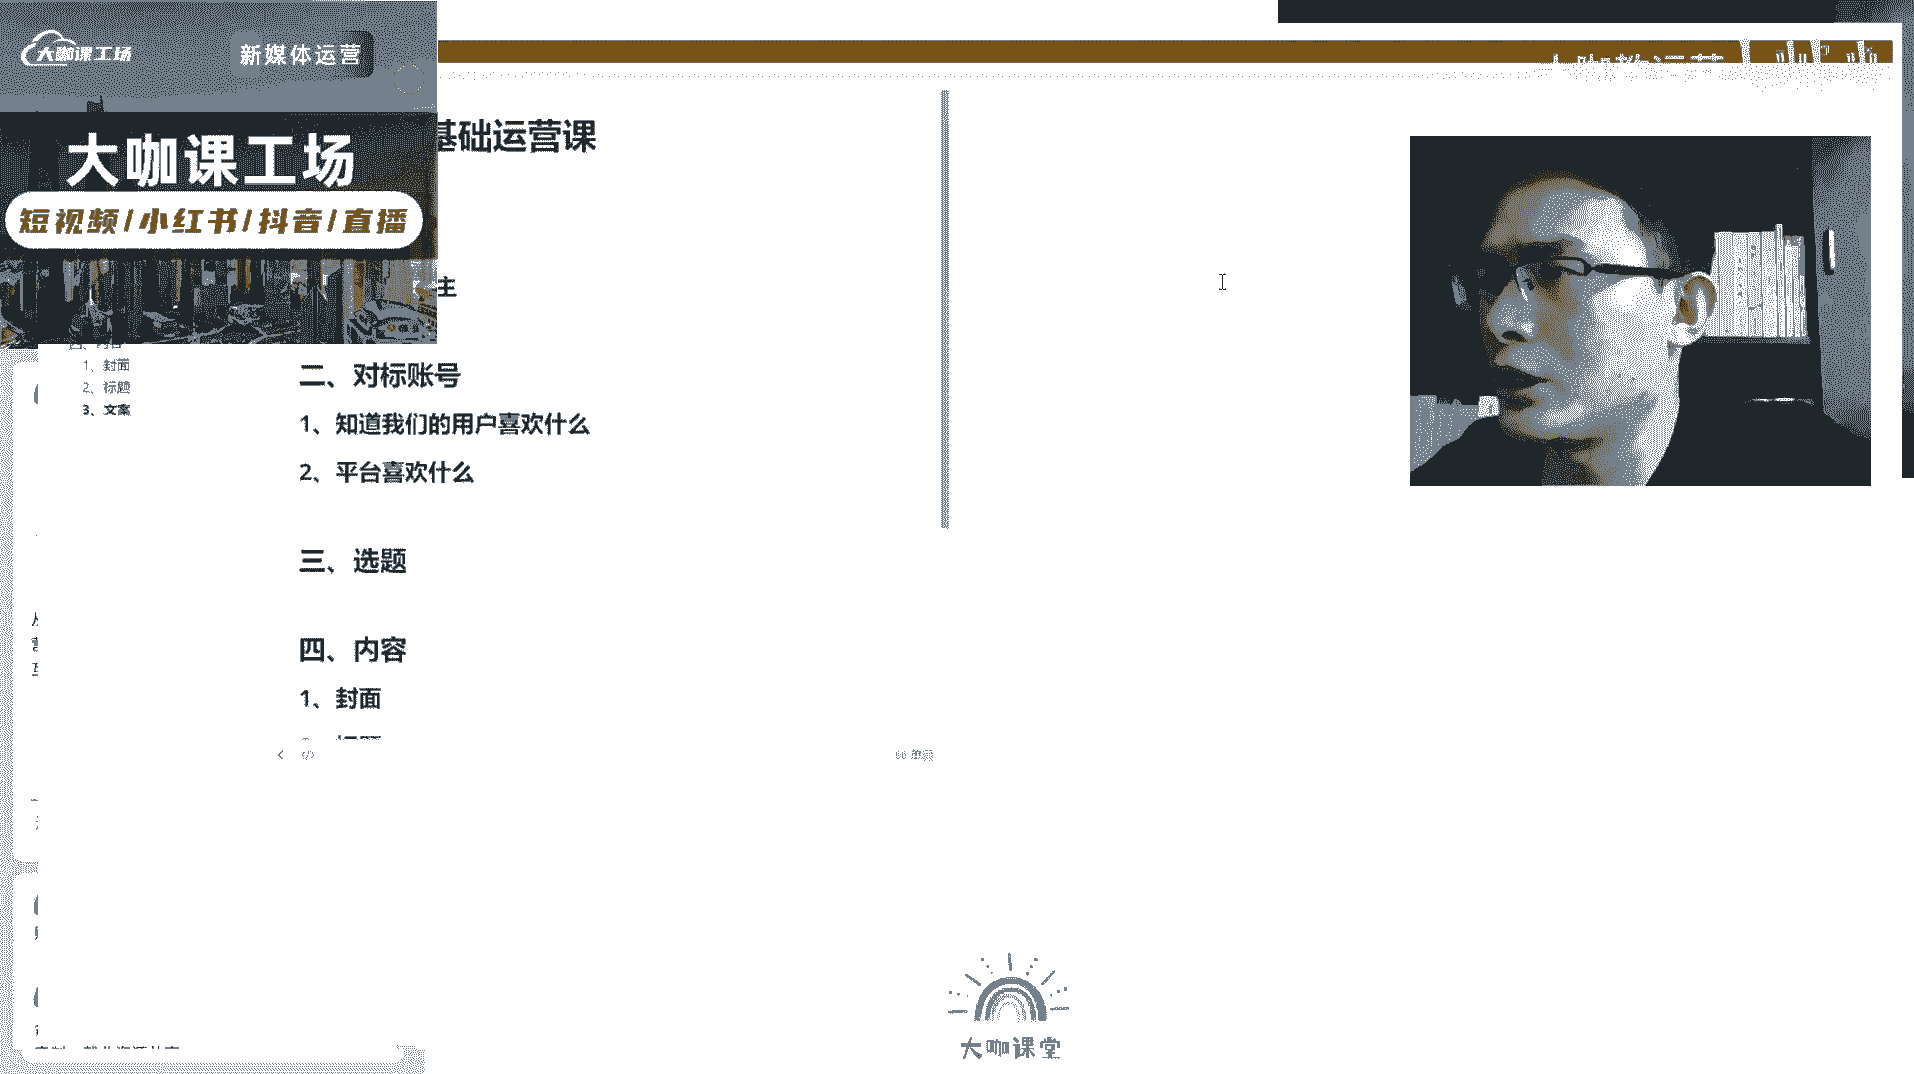 大咖课工场
新媒体运营
大咖课工场
短视频/小红书/抖音/直播
基础运营课
主
1、封面
2、标题
3、文案
二、对标账号
1、知道我们的用户喜欢什么
2、平台喜欢什么
三、选题
四、内容
1、封面
大咖课堂